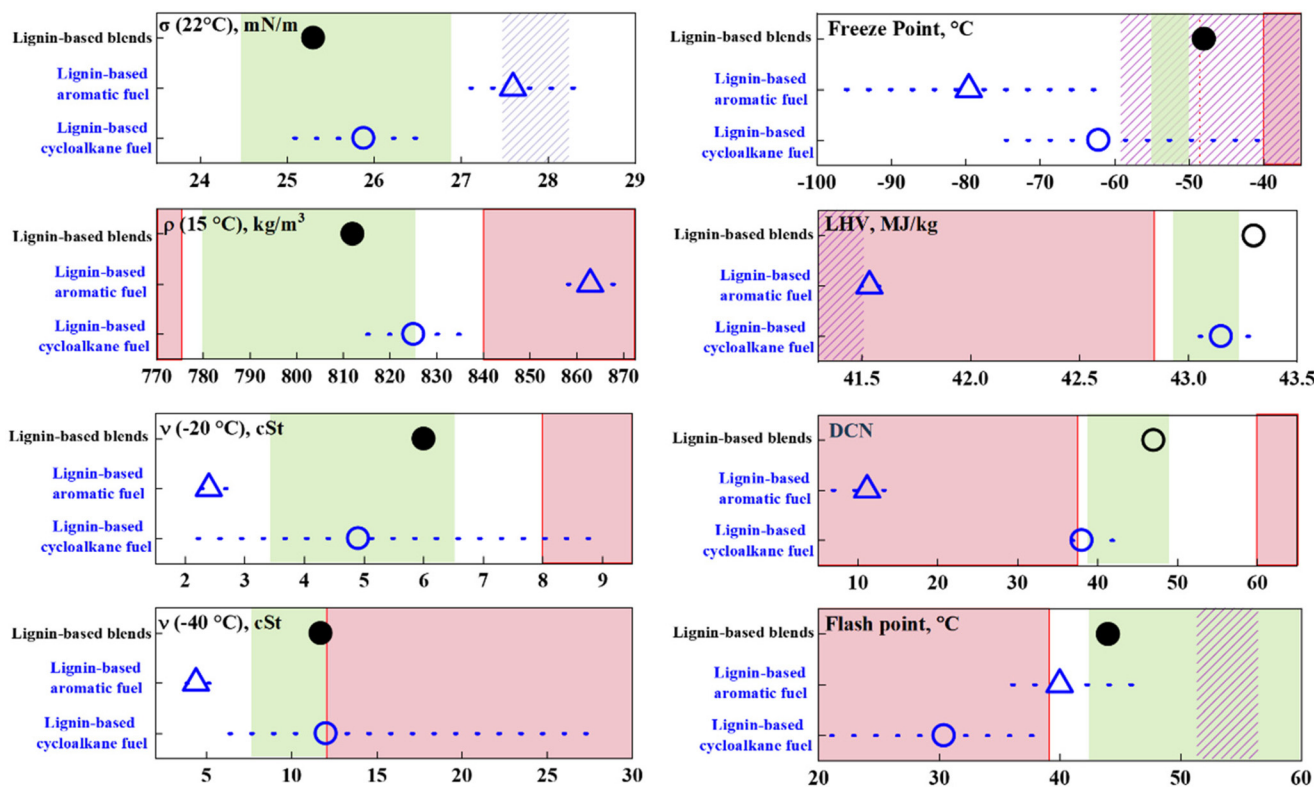 σ (22°C), mN/m
Lignin-based blends
Lignin-based
aromatic fuel
Lignin-based
cycloalkane fuel
24 25 26 27 28 29
Freeze Point, °C
Lignin-based blends
Lignin-based
aromatic fuel
Lignin-based
cycloalkane fuel
-100 -90 -80 -70 -60 -50 -40
ρ (15 °C), kg/m³
Lignin-based blends
Lignin-based
aromatic fuel
Lignin-based
cycloalkane fuel
770 780 790 800 810 820 830 840 850 860 870
LHV, MJ/kg
Lignin-based blends
Lignin-based
aromatic fuel
Lignin-based
cycloalkane fuel
41.5 42.0 42.5 43.0 43.5
ν (-20 °C), cSt
Lignin-based blends
Lignin-based
aromatic fuel
Lignin-based
cycloalkane fuel
2 3 4 5 6 7 8 9
DCN
Lignin-based blends
Lignin-based
aromatic fuel
Lignin-based
cycloalkane fuel
10 20 30 40 50 60
ν (-40 °C), cSt
Lignin-based blends
Lignin-based
aromatic fuel
Lignin-based
cycloalkane fuel
5 10 15 20 25 30
Flash point, °C
Lignin-based blends
Lignin-based
aromatic fuel
Lignin-based
cycloalkane fuel
20 30 40 50 60